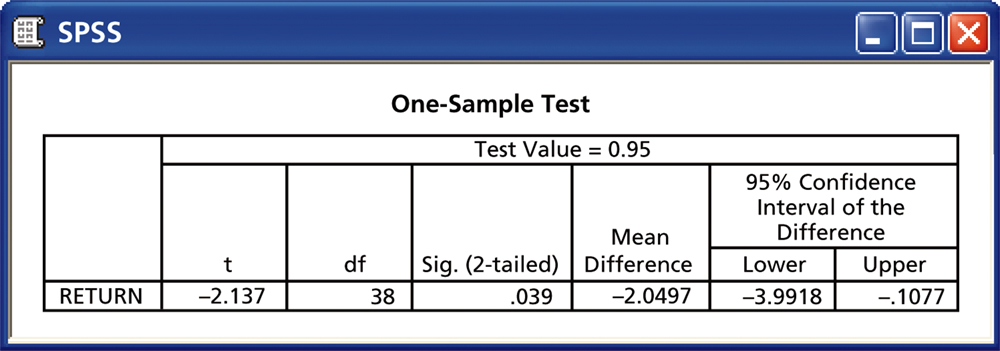 SPSS
One-Sample Test
Test Value = 0.95
95% Confidence
Interval of the
Difference
t df Sig. (2-tailed) Mean
Difference Lower Upper
RETURN –2.137 38 .039 –2.0497 –3.9918 –.1077